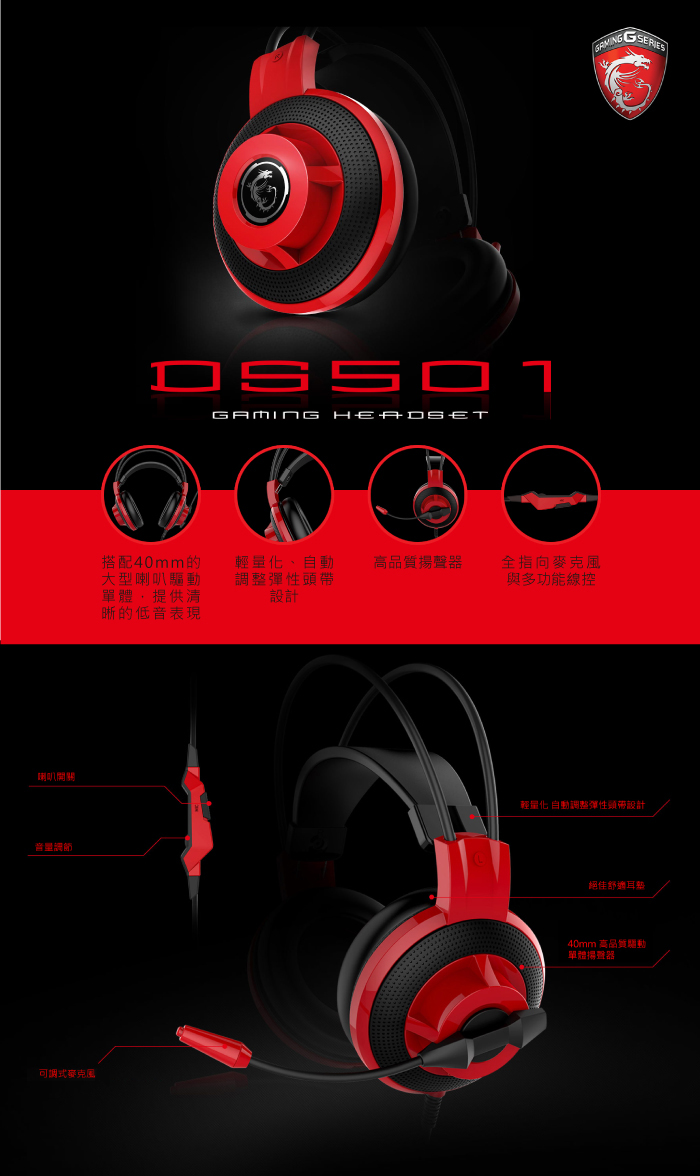 GAMING G SERIES
DS501
GAMING HEADSET
搭配40mm的
大型喇叭驅動
單體，提供清
晰的低音表現
輕量化、自動
調整彈性頭帶
設計
高品質揚聲器
全指向麥克風
與多功能線控
喇叭開關
音量調節
輕量化 自動調整彈性頭帶設計
極佳舒適耳墊
40mm 高品質驅動
單體揚聲器
可調式麥克風